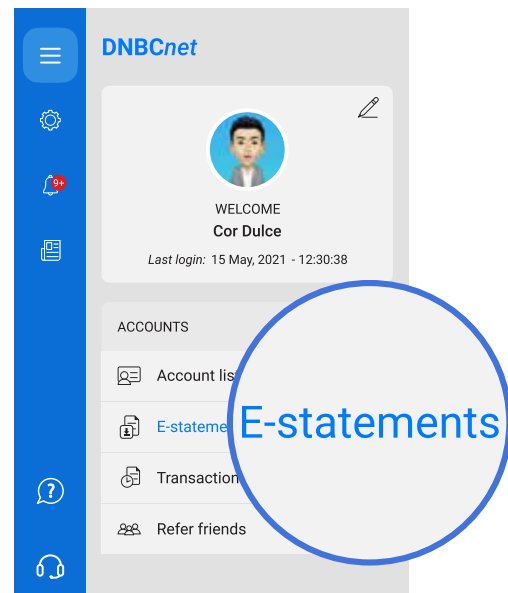 DNBCnet
9+
WELCOME
Cor Dulce
Last login: 15 May, 2021 - 12:30:38
ACCOUNTS
Account lis
E-stateme
E-statements
Transaction
Refer friends
?